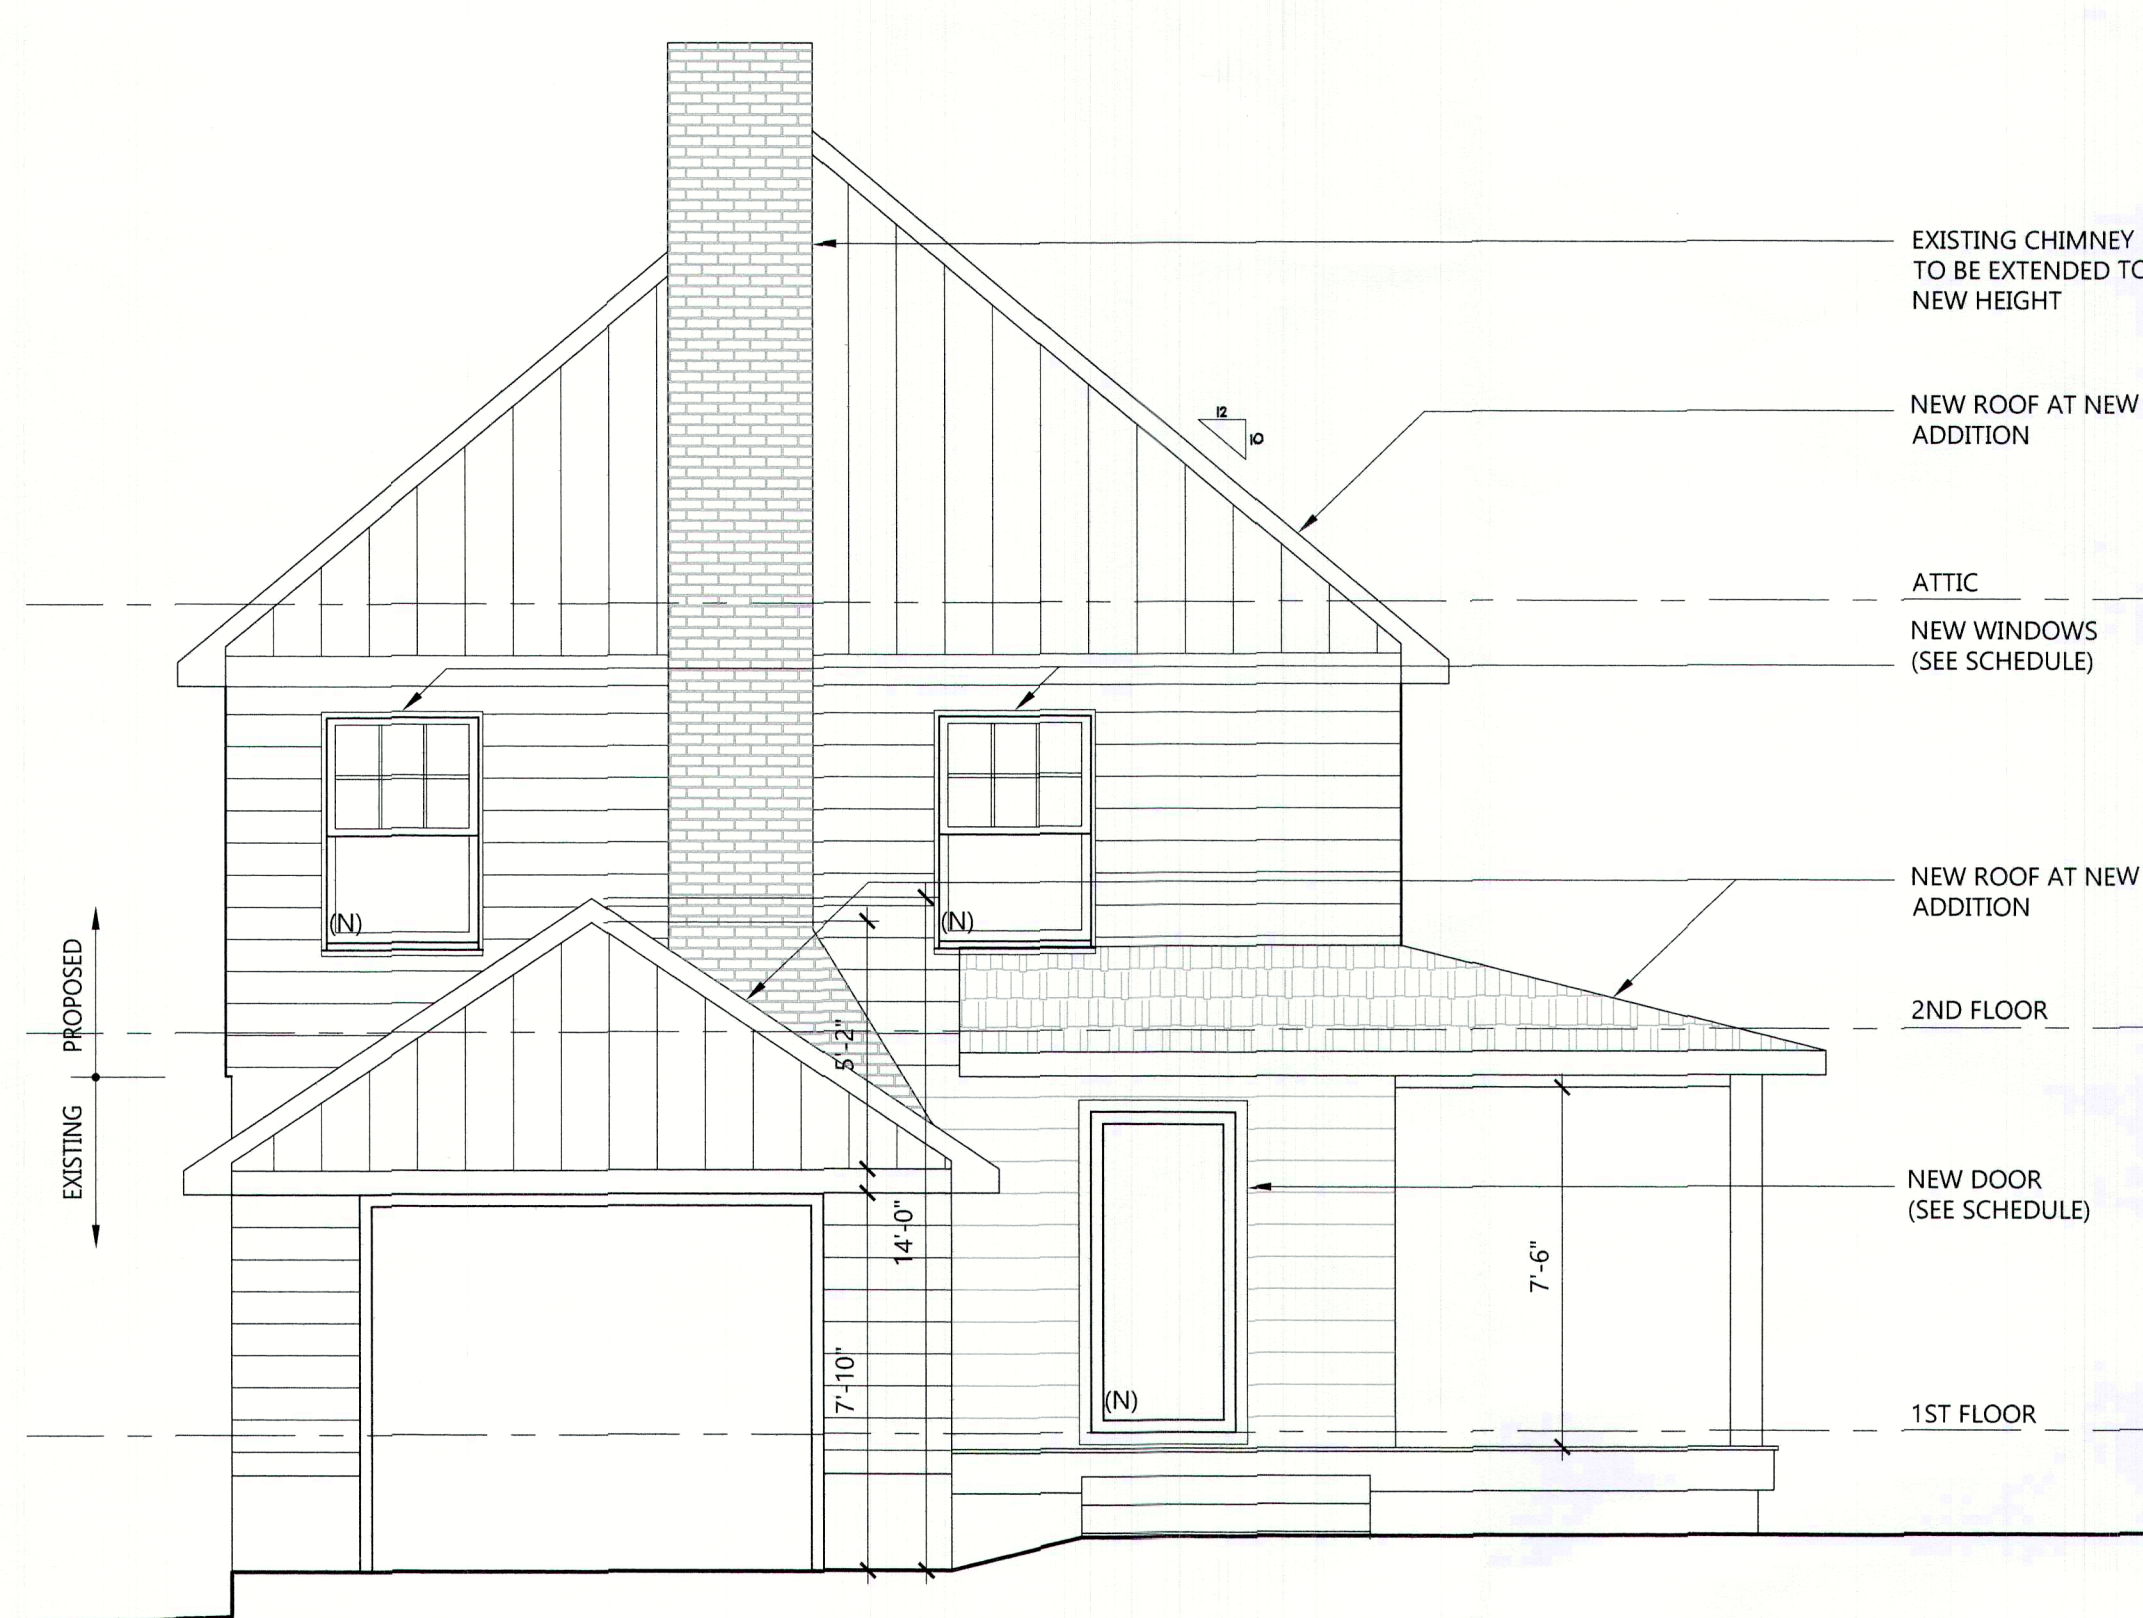 EXISTING CHIMNEY
TO BE EXTENDED TO
NEW HEIGHT
12
10
NEW ROOF AT NEW
ADDITION
ATTIC
NEW WINDOWS
(SEE SCHEDULE)
(N)
(N)
NEW ROOF AT NEW
ADDITION
PROPOSED
EXISTING
2ND FLOOR
5'-2"
14'-0"
7'-10"
7'-6"
NEW DOOR
(SEE SCHEDULE)
(N)
1ST FLOOR